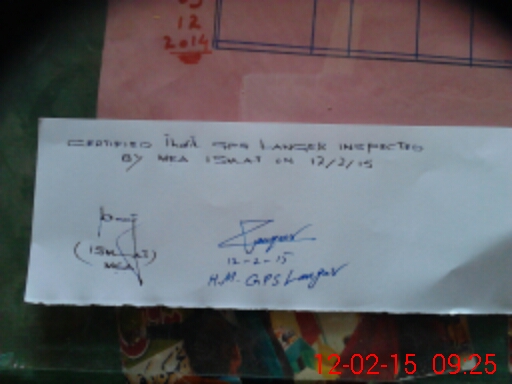 12
2014
CERTIFIED THAT GPS LANGER INSPECTED
BY MEA ISMAT ON 12/2/15
(ISMAT)
MEA
12-2-15
H.M. GPS Langer
12-02-15 09:25